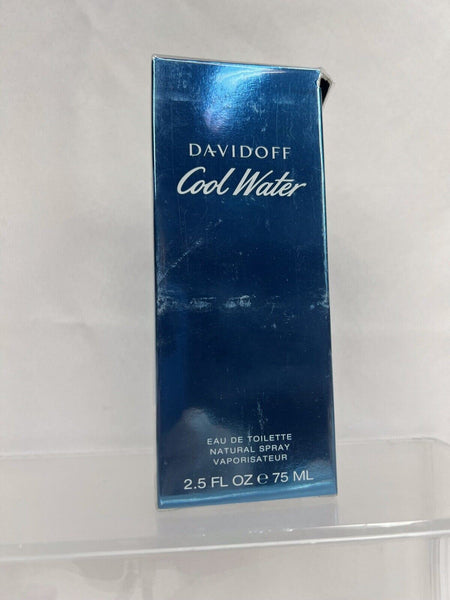 DAVIDOFF
Cool Water
EAU DE TOILETTE
NATURAL SPRAY
VAPORISATEUR
2.5 FL OZ ℮ 75 ML